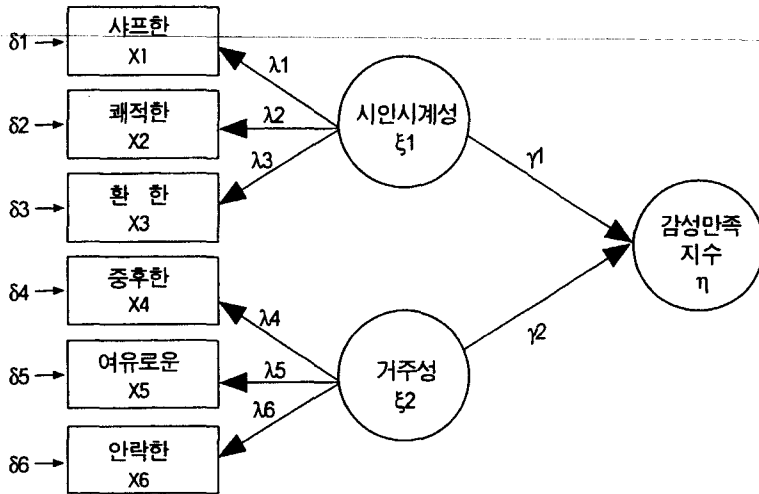 δ1
샤프한
X1
λ1
δ2
쾌적한
X2
λ2
시인시계성
ξ1
λ3
γ1
δ3
환 한
X3
감성만족
지수
η
δ4
중후한
X4
λ4
γ2
δ5
여유로운
X5
λ5
거주성
ξ2
λ6
δ6
안락한
X6